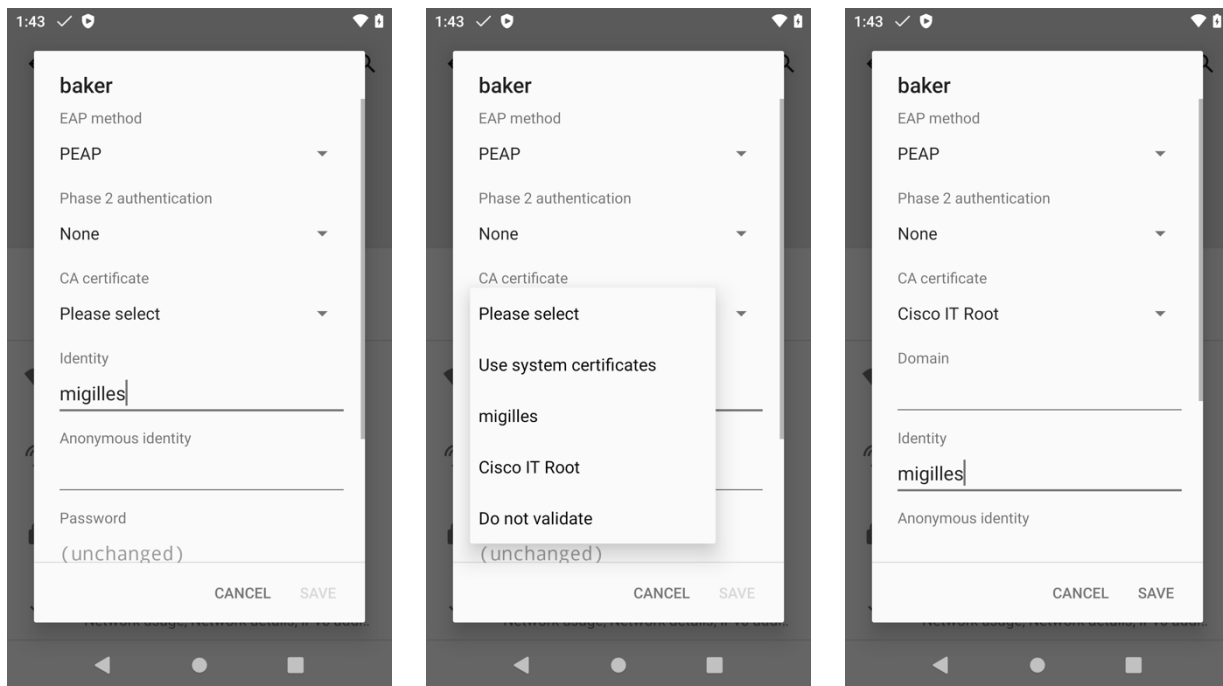 1:43
baker
EAP method
PEAP
Phase 2 authentication
None
CA certificate
Please select
Identity
migilles
Anonymous identity
Password
(unchanged)
CANCEL SAVE
1:43
baker
EAP method
PEAP
Phase 2 authentication
None
CA certificate
Please select
Use system certificates
migilles
Cisco IT Root
Do not validate
(unchanged)
CANCEL SAVE
1:43
baker
EAP method
PEAP
Phase 2 authentication
None
CA certificate
Cisco IT Root
Domain
Identity
migilles
Anonymous identity
CANCEL SAVE